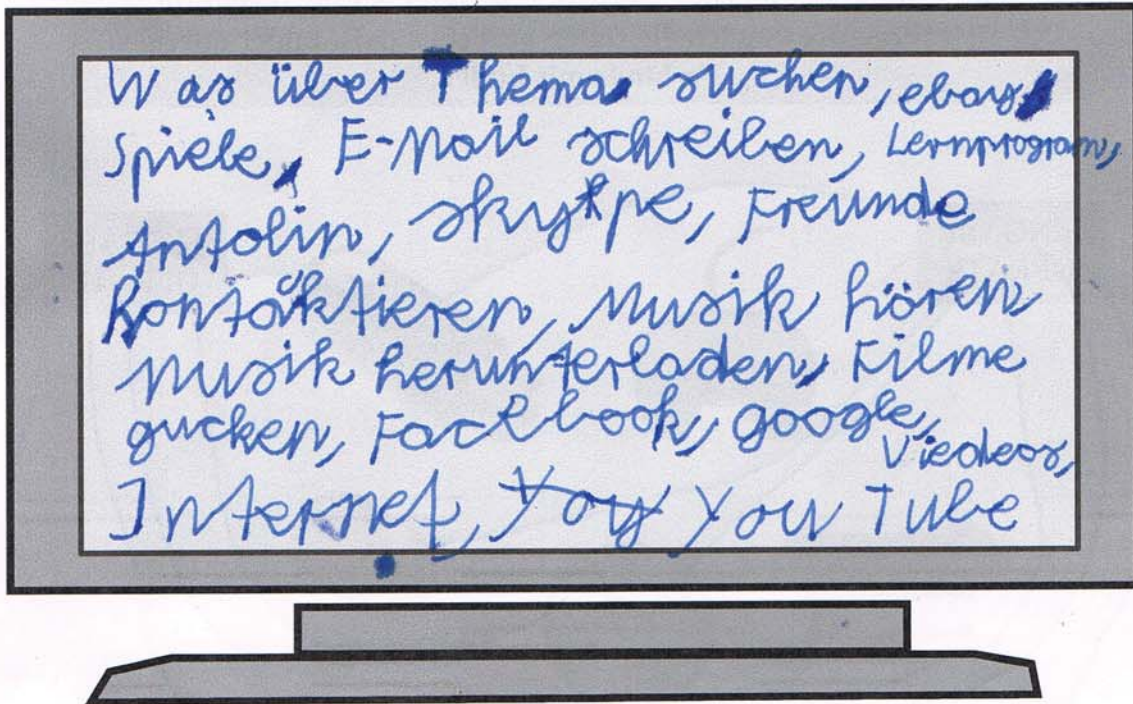 Was über Thema suchen, ebay,
Spiele, E-Mail schreiben, Lernprogram,
Antolin, skype, Freunde
kontaktieren, Musik hören
Musik herunterladen, Filme
gucken, Facebook, google,
Viedeos,
Internet, You You Tube